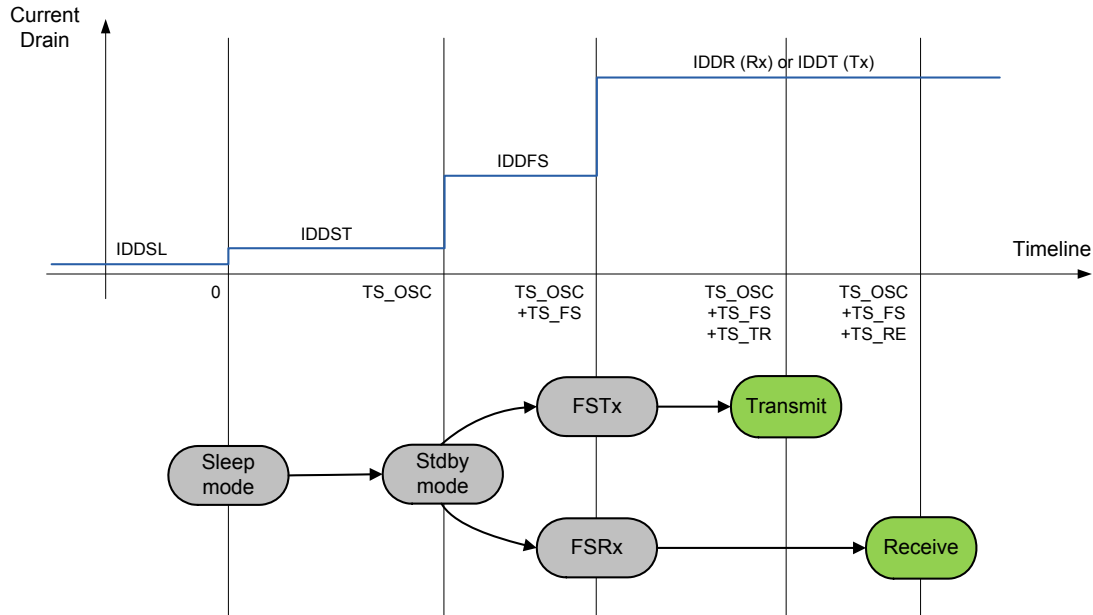 Current
Drain
IDDR (Rx) or IDDT (Tx)
IDDFS
IDDST
IDDSL
Timeline
0
TS_OSC
TS_OSC
+TS_FS
TS_OSC
+TS_FS
+TS_TR
TS_OSC
+TS_FS
+TS_RE
FSTx
Transmit
Sleep
mode
Stdby
mode
FSRx
Receive